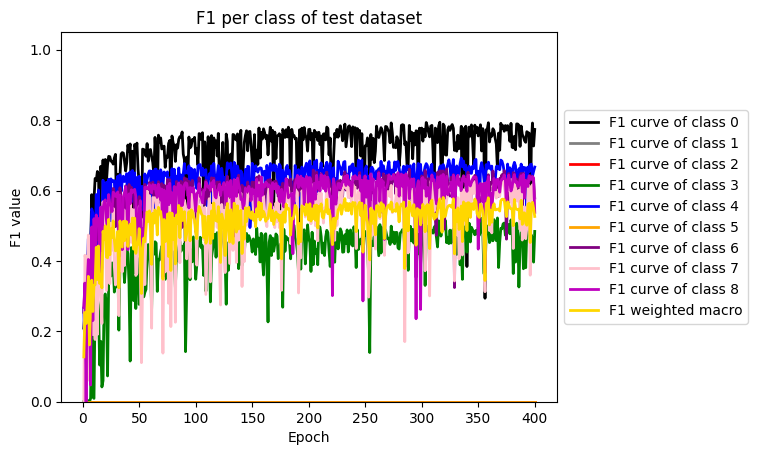 F1 per class of test dataset
1.0
0.8
0.6
0.4
0.2
0.0
F1 value
0
50
100
150
200
250
300
350
400
Epoch
F1 curve of class 0
F1 curve of class 1
F1 curve of class 2
F1 curve of class 3
F1 curve of class 4
F1 curve of class 5
F1 curve of class 6
F1 curve of class 7
F1 curve of class 8
F1 weighted macro